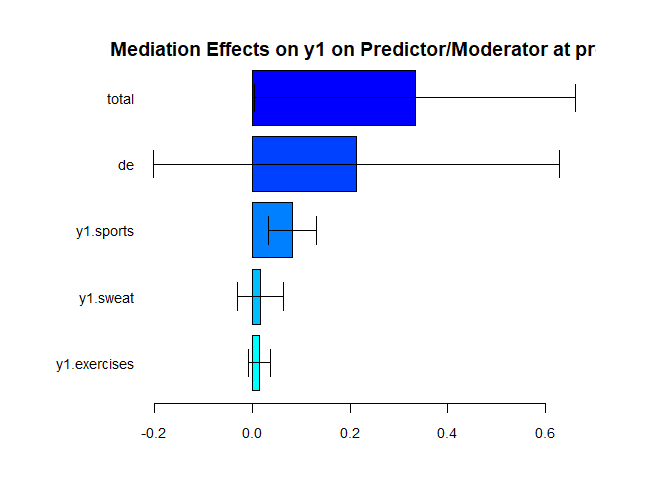 Mediation Effects on y1 on Predictor/Moderator at pr
total
de
y1.sports
y1.sweat
y1.exercises
-0.2 0.0 0.2 0.4 0.6